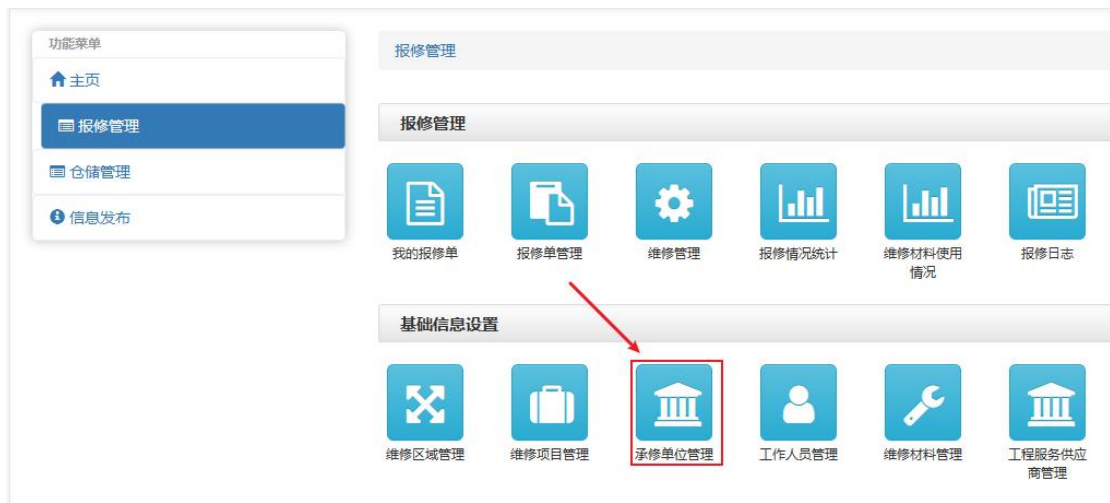 功能菜单
主页
报修管理
仓储管理
信息发布
报修管理
报修管理
我的报修单
报修单管理
维修管理
报修情况统计
维修材料使用
情况
报修日志
基础信息设置
维修区域管理
维修项目管理
承修单位管理
工作人员管理
维修材料管理
工程服务供应
商管理